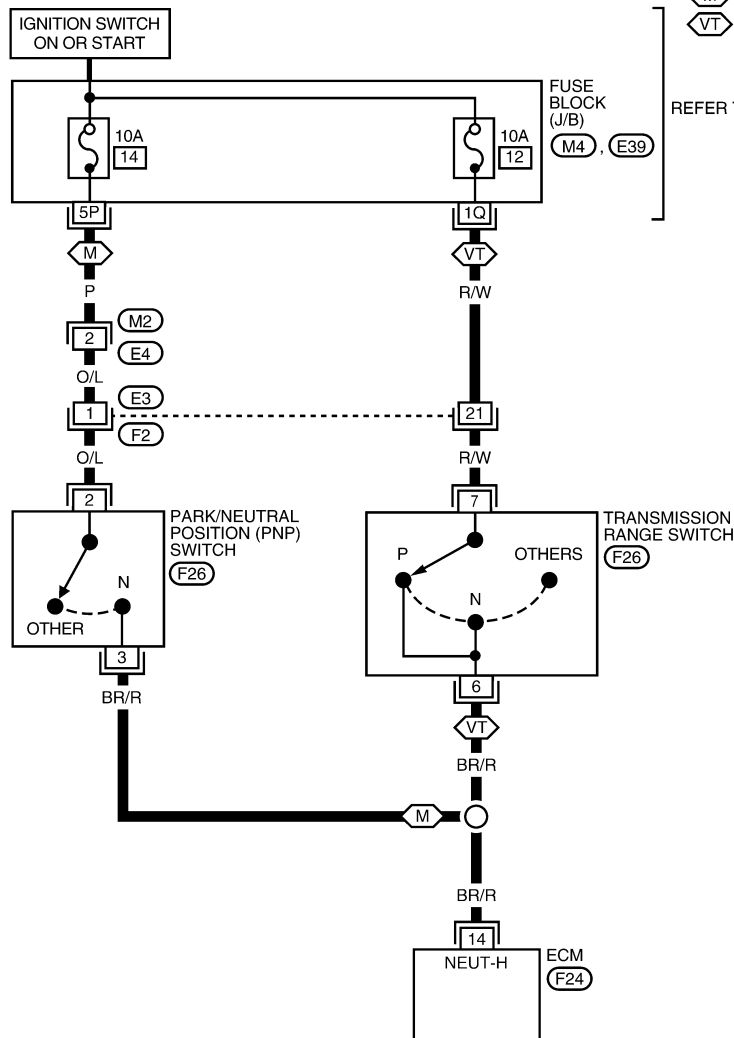 IGNITION SWITCH
ON OR START
VT
FUSE
BLOCK
(J/B)
REFER
M4 , E39
10A
14
10A
12
5P
1Q
M
VT
P
R/W
M2
2
E4
O/L
E3
1
21
F2
O/L
R/W
2
7
PARK/NEUTRAL
POSITION (PNP)
SWITCH
F26
N
OTHER
3
TRANSMISSION
RANGE SWITCH
F26
P
OTHERS
N
6
BR/R
VT
BR/R
M
BR/R
14
NEUT-H
ECM
F24